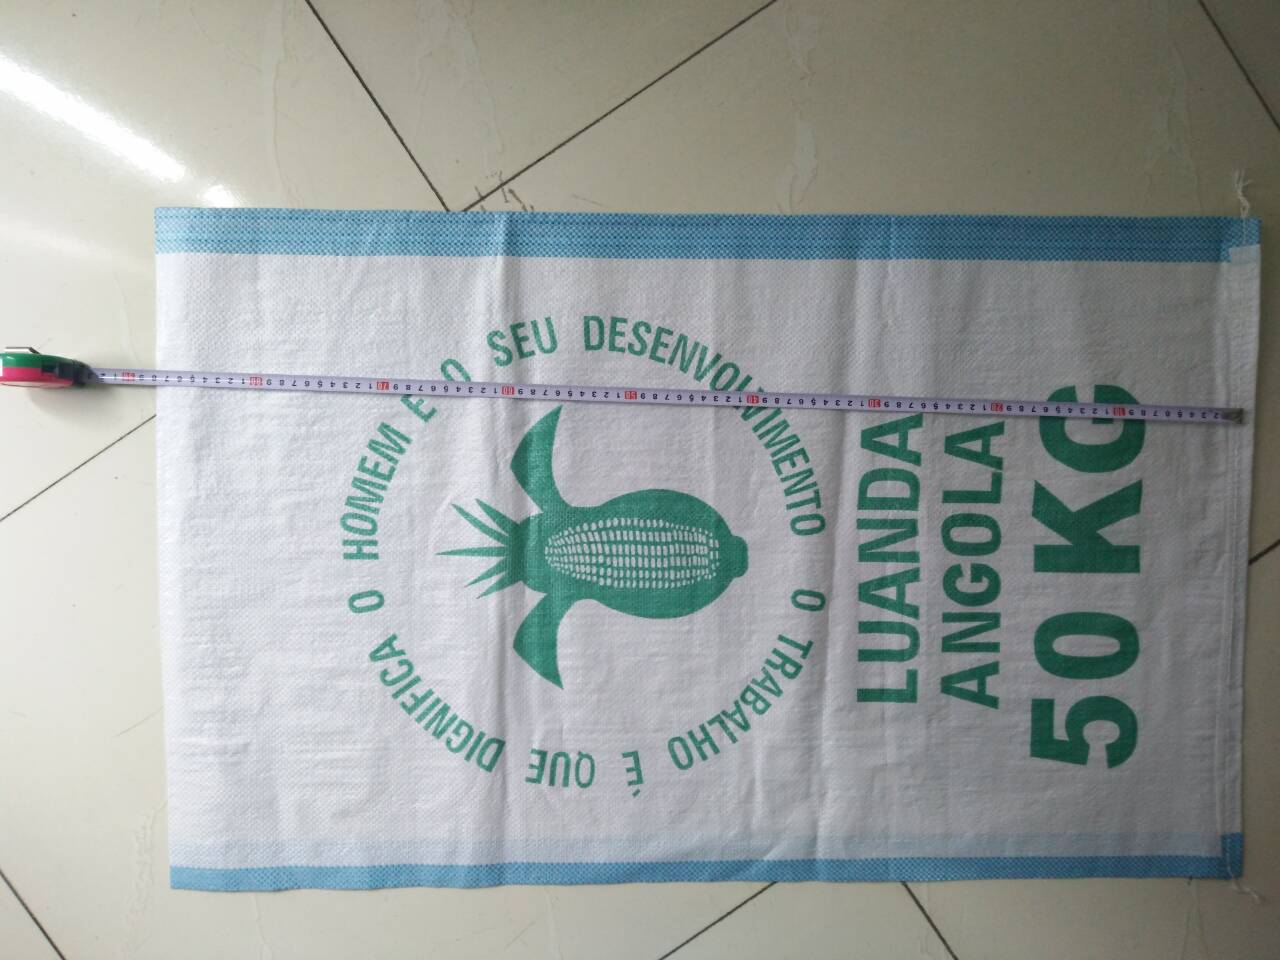 O TRABALHO È QUE DIGNIFICA O HOMEM E O SEU DESENVOLVIMENTO
LUANDA
ANGOLA
50 KG